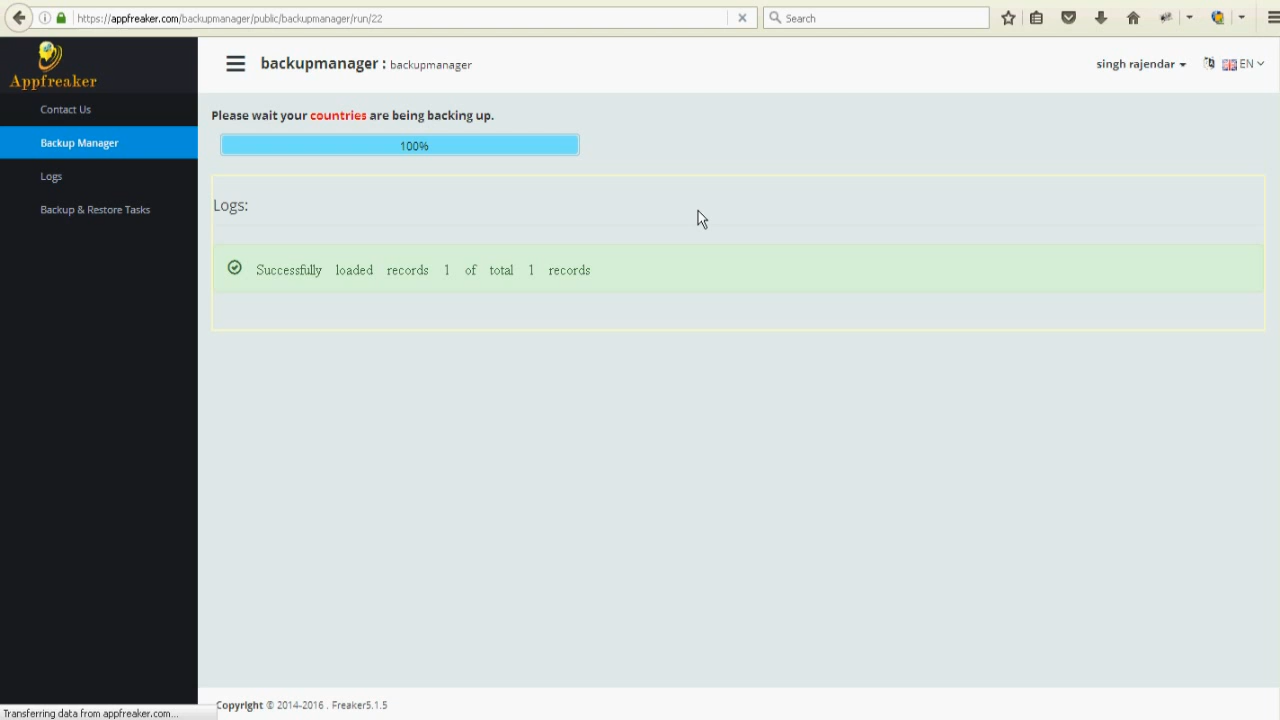 https://appfreaker.com/backupmanager/public/backupmanager/run/22
Search
Appfreaker
backupmanager : backupmanager
singh rajendar
EN
Contact Us
Backup Manager
Logs
Backup & Restore Tasks
Please wait your countries are being backing up.
100%
Logs:
Successfully loaded records 1 of total 1 records
Copyright © 2014-2016 . Freaker5.1.5
Transferring data from appfreaker.com...